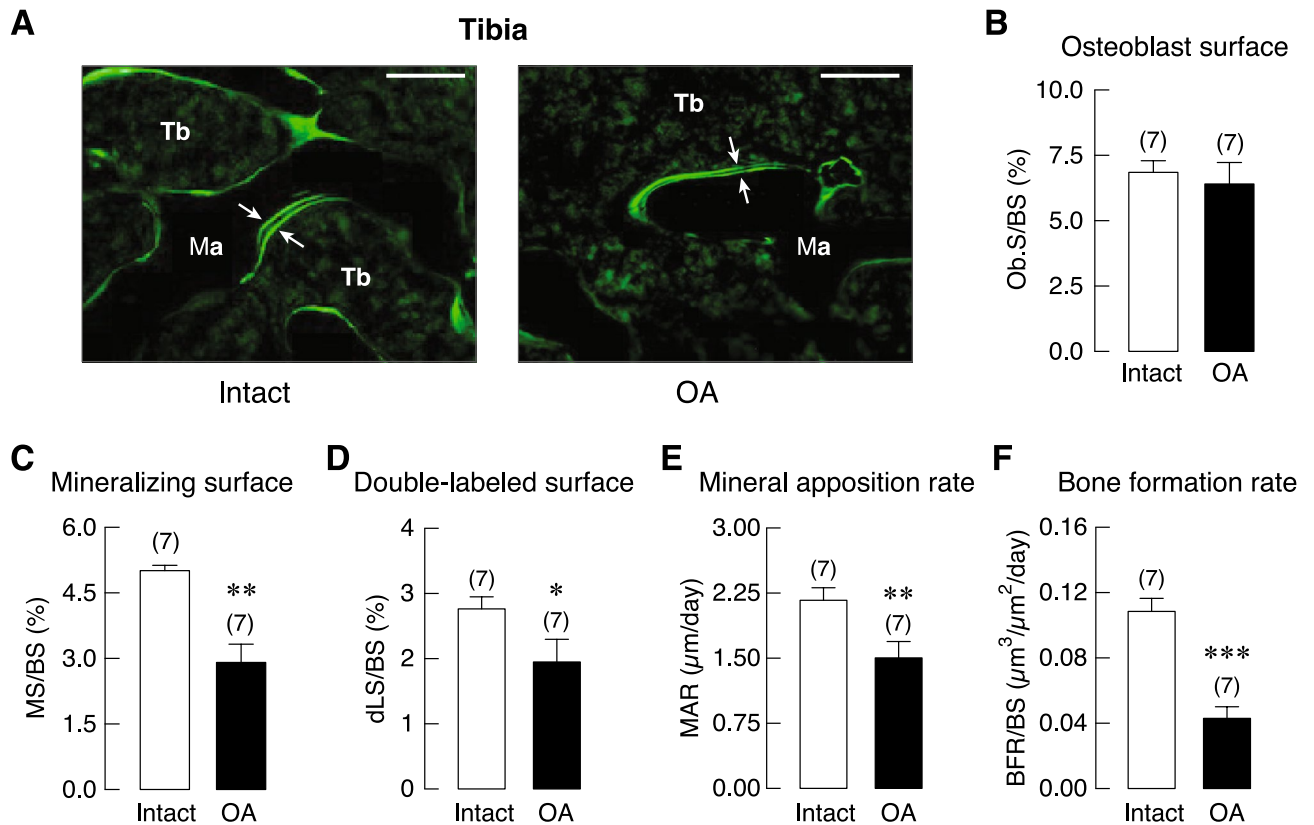 A
Tibia
Tb
Ma
Tb
Intact
Tb
Ma
OA
B
Osteoblast surface
Ob.S/BS (%)
10.0
7.5
5.0
2.5
0.0
(7)
(7)
Intact
OA
C
Mineralizing surface
MS/BS (%)
6.0
4.5
3.0
1.5
0.0
(7)
**
(7)
Intact
OA
D
Double-labeled surface
dLS/BS (%)
4
3
2
1
0
(7)
*
(7)
Intact
OA
E
Mineral apposition rate
MAR (µm/day)
3.00
2.25
1.50
0.75
0.00
(7)
**
(7)
Intact
OA
F
Bone formation rate
BFR/BS (µm³/µm²/day)
0.16
0.12
0.08
0.04
0.00
(7)
***
(7)
Intact
OA